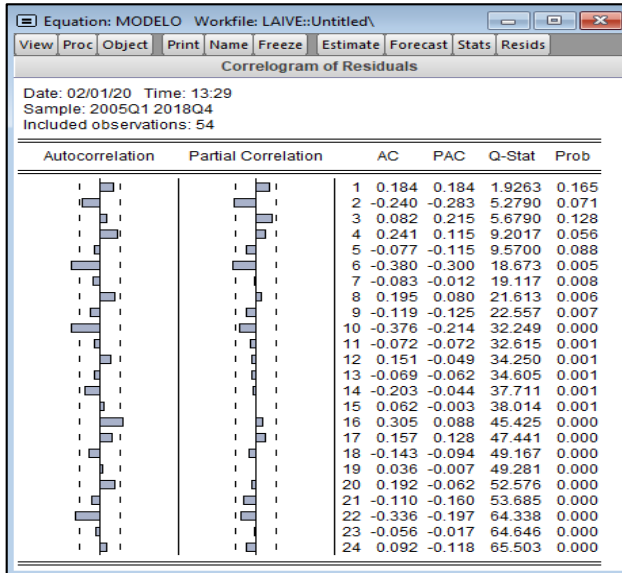 Equation: MODELO Workfile: LAIVE::Untitled\
View Proc Object Print Name Freeze Estimate Forecast Stats Resids
Correlogram of Residuals
Date: 02/01/20 Time: 13:29
Sample: 2005Q1 2018Q4
Included observations: 54
Autocorrelation Partial Correlation AC PAC Q-Stat Prob
1 0.184 0.184 1.9263 0.165
2 -0.240 -0.283 5.2790 0.071
3 0.082 0.215 5.6790 0.128
4 0.241 0.115 9.2017 0.056
5 -0.077 -0.115 9.5700 0.088
6 -0.380 -0.300 18.673 0.005
7 -0.083 -0.012 19.117 0.008
8 0.195 0.080 21.613 0.006
9 -0.119 -0.125 22.557 0.007
10 -0.376 -0.214 32.249 0.000
11 -0.072 -0.072 32.615 0.001
12 0.151 -0.049 34.250 0.001
13 -0.069 -0.062 34.605 0.001
14 -0.203 -0.044 37.711 0.001
15 0.062 -0.003 38.014 0.001
16 0.305 0.088 45.425 0.000
17 0.157 0.128 47.441 0.000
18 -0.143 -0.094 49.167 0.000
19 0.036 -0.007 49.281 0.000
20 0.192 -0.062 52.576 0.000
21 -0.110 -0.160 53.685 0.000
22 -0.336 -0.197 64.338 0.000
23 -0.056 -0.017 64.646 0.000
24 0.092 -0.118 65.503 0.000